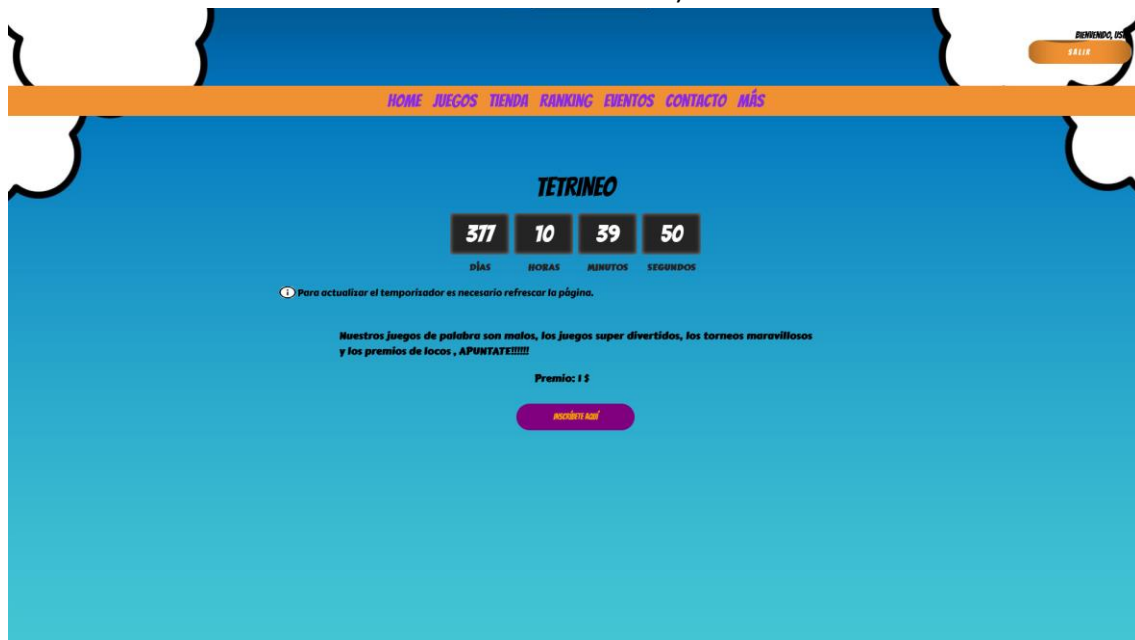 BIENVENIDO, US
SALIR
HOME JUEGOS TIENDA RANKING EVENTOS CONTACTO MÁS
TETRINEO
377 10 39 50
DÍAS HORAS MINUTOS SEGUNDOS
i Para actualizar el temporizador es necesario refrescar la página.
Nuestros juegos de palabra son malos, los juegos super divertidos, los torneos maravillosos
y los premios de locos , APUNTATE!!!!!!
Premio: 1 $
INSCRÍBETE AQUÍ